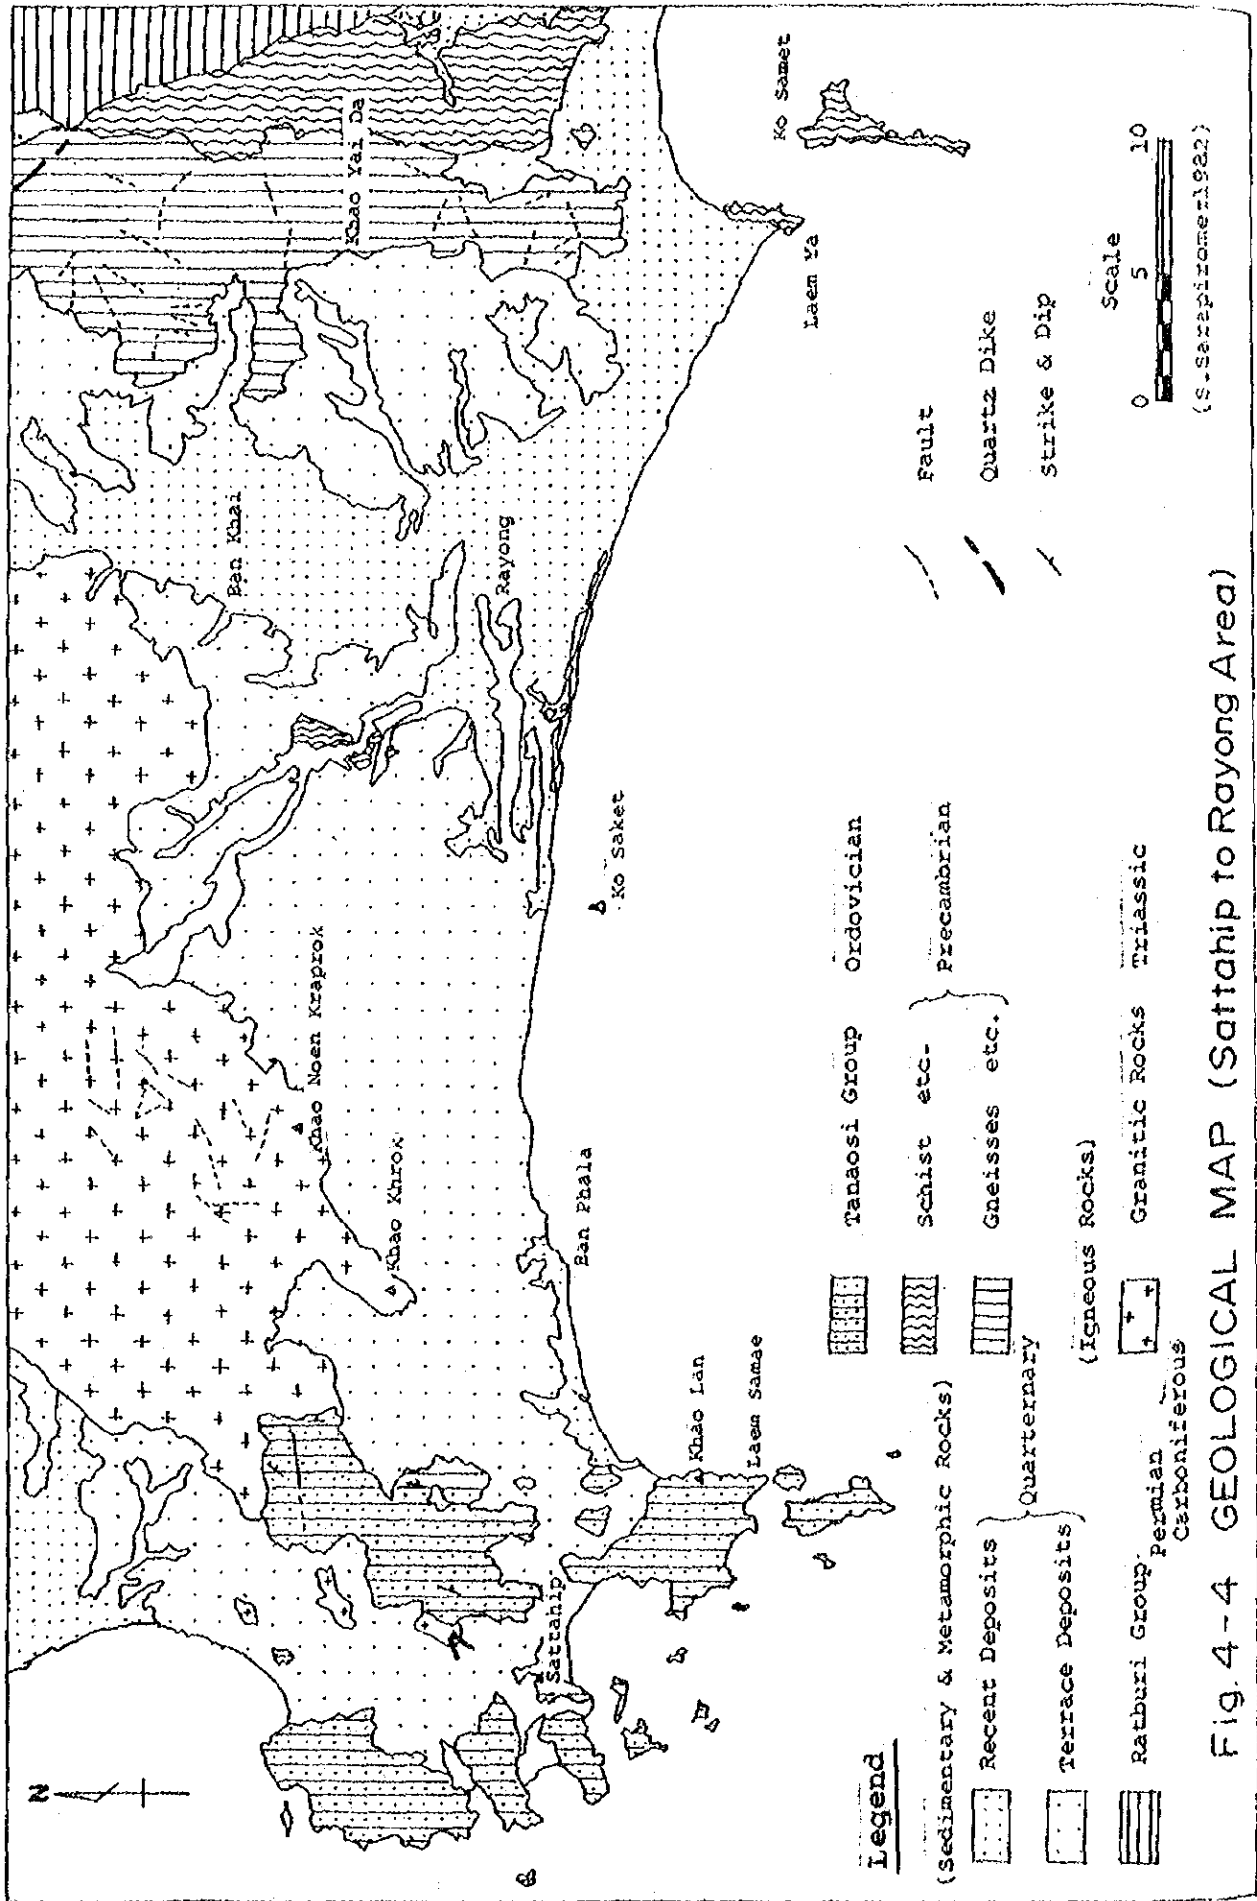 N
Khao Yai Da
Ban Khai
Rayong
Khao Noen Kraprok
Khao Khrok
Ban Phala
Sattahip
Khao Lan
Laem Samae
Ko Saket
Laem Ya
Ko Samet
Legend
(Sedimentary & Metamorphic Rocks)
Recent Deposits
Terrace Deposits
Quarternary
Ratburi Group
Permian
Carboniferous
Tanaosi Group Ordovician
Schist etc.
Gneisses etc.
Precambrian
(Igneous Rocks)
Granitic Rocks Triassic
Fault
Quartz Dike
Strike & Dip
Scale
0 5 10
Fig. 4-4 GEOLOGICAL MAP (Sattahip to Rayong Area)